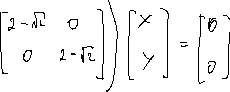 [2-√2 0; 0 2-√2]) [x; y] = [0; 0]